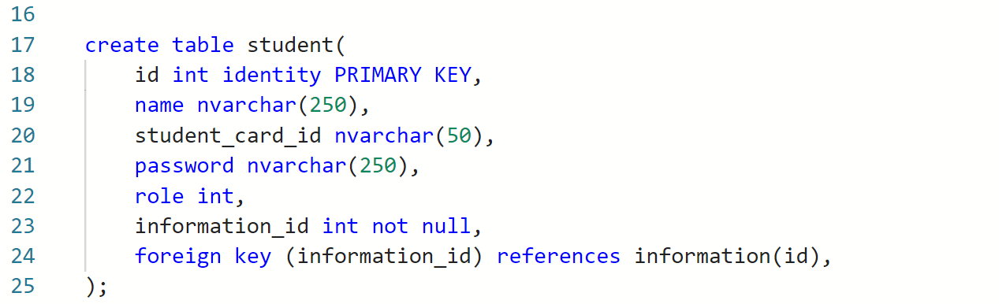 16
17 create table student(
18 id int identity PRIMARY KEY,
19 name nvarchar(250),
20 student_card_id nvarchar(50),
21 password nvarchar(250),
22 role int,
23 information_id int not null,
24 foreign key (information_id) references information(id),
25 );